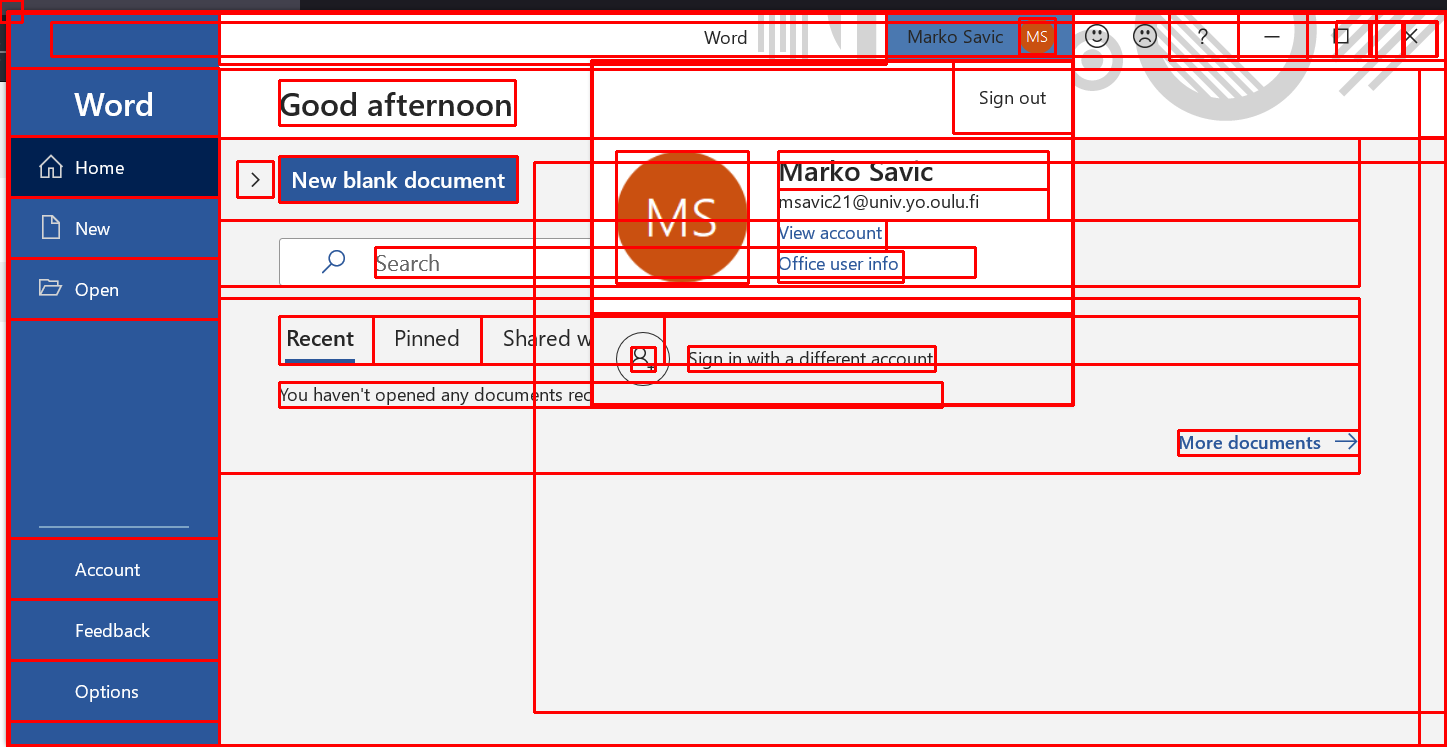 Word
Marko Savic
MS
?
Word
Good afternoon
Sign out
Home
New blank document
MS
Marko Savic
msavic21@univ.yo.oulu.fi
New
View account
Search
Office user info
Open
Recent
Pinned
Shared w
Sign in with a different account
You haven't opened any documents rec
More documents
Account
Feedback
Options